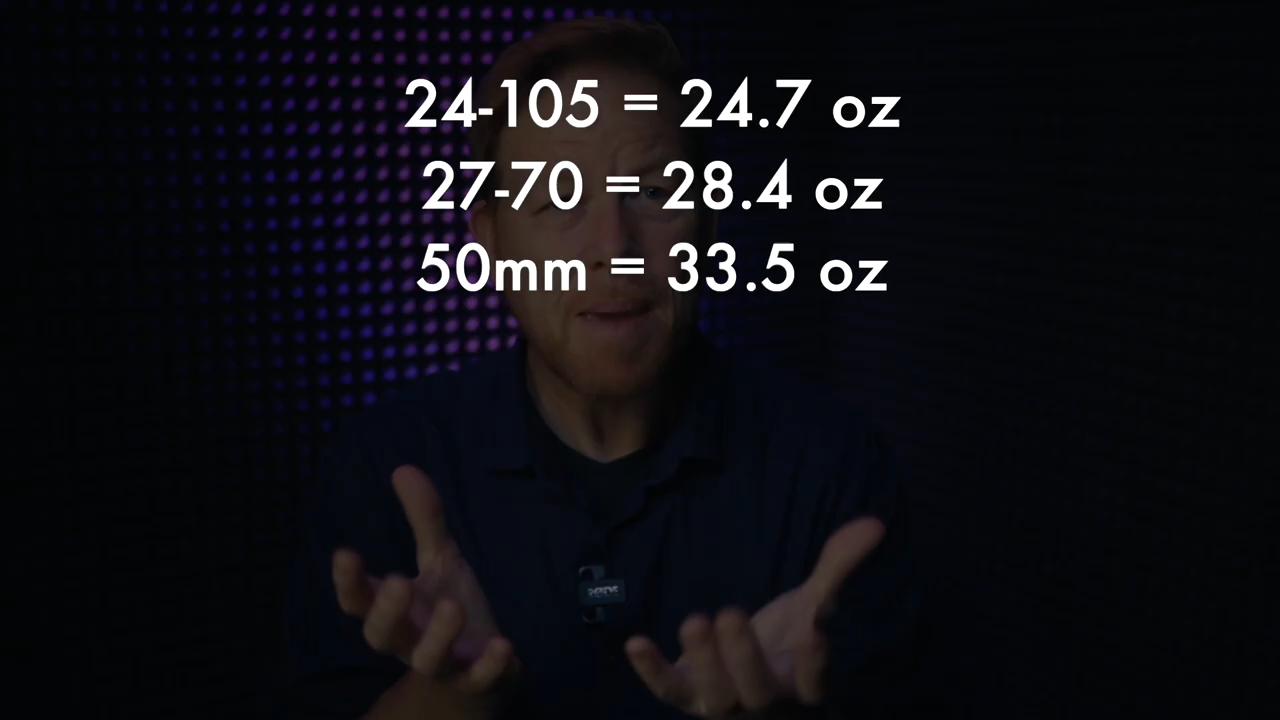 24-105 = 24.7 oz
27-70 = 28.4 oz
50mm = 33.5 oz